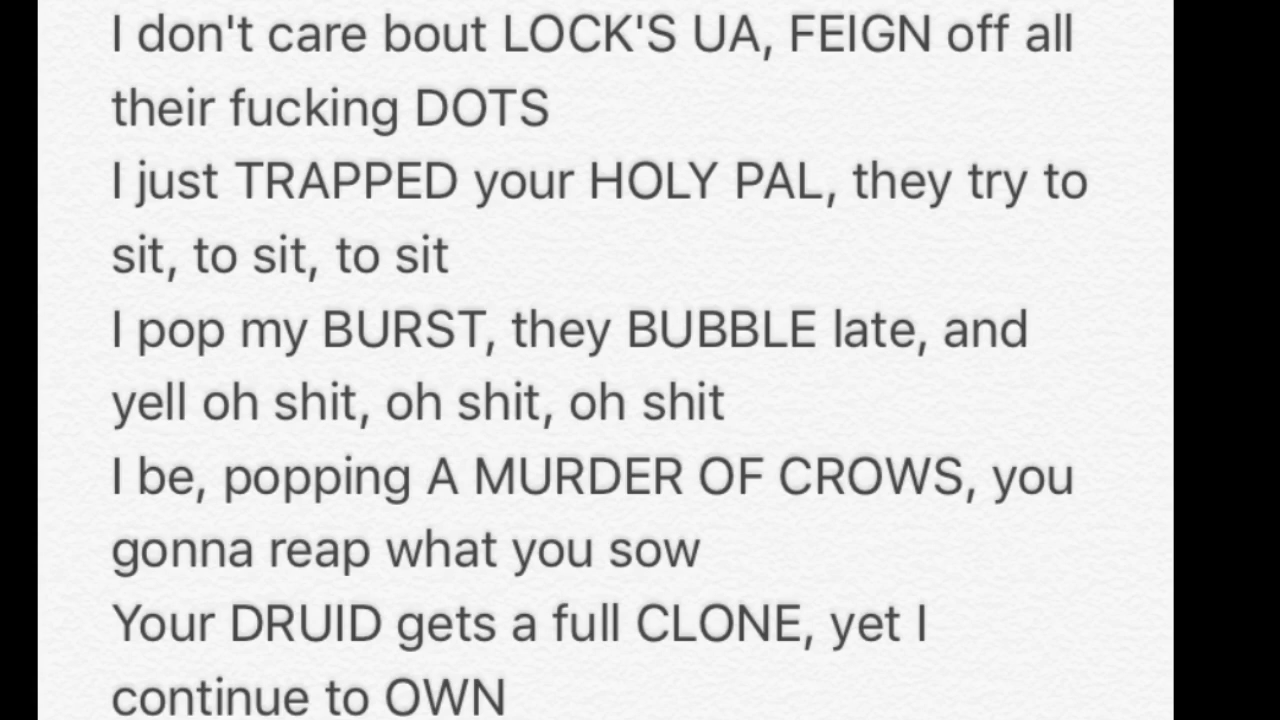 I don't care bout LOCK'S UA, FEIGN off all
their fucking DOTS
I just TRAPPED your HOLY PAL, they try to
sit, to sit, to sit
I pop my BURST, they BUBBLE late, and
yell oh shit, oh shit, oh shit
I be, popping A MURDER OF CROWS, you
gonna reap what you sow
Your DRUID gets a full CLONE, yet I
continue to OWN